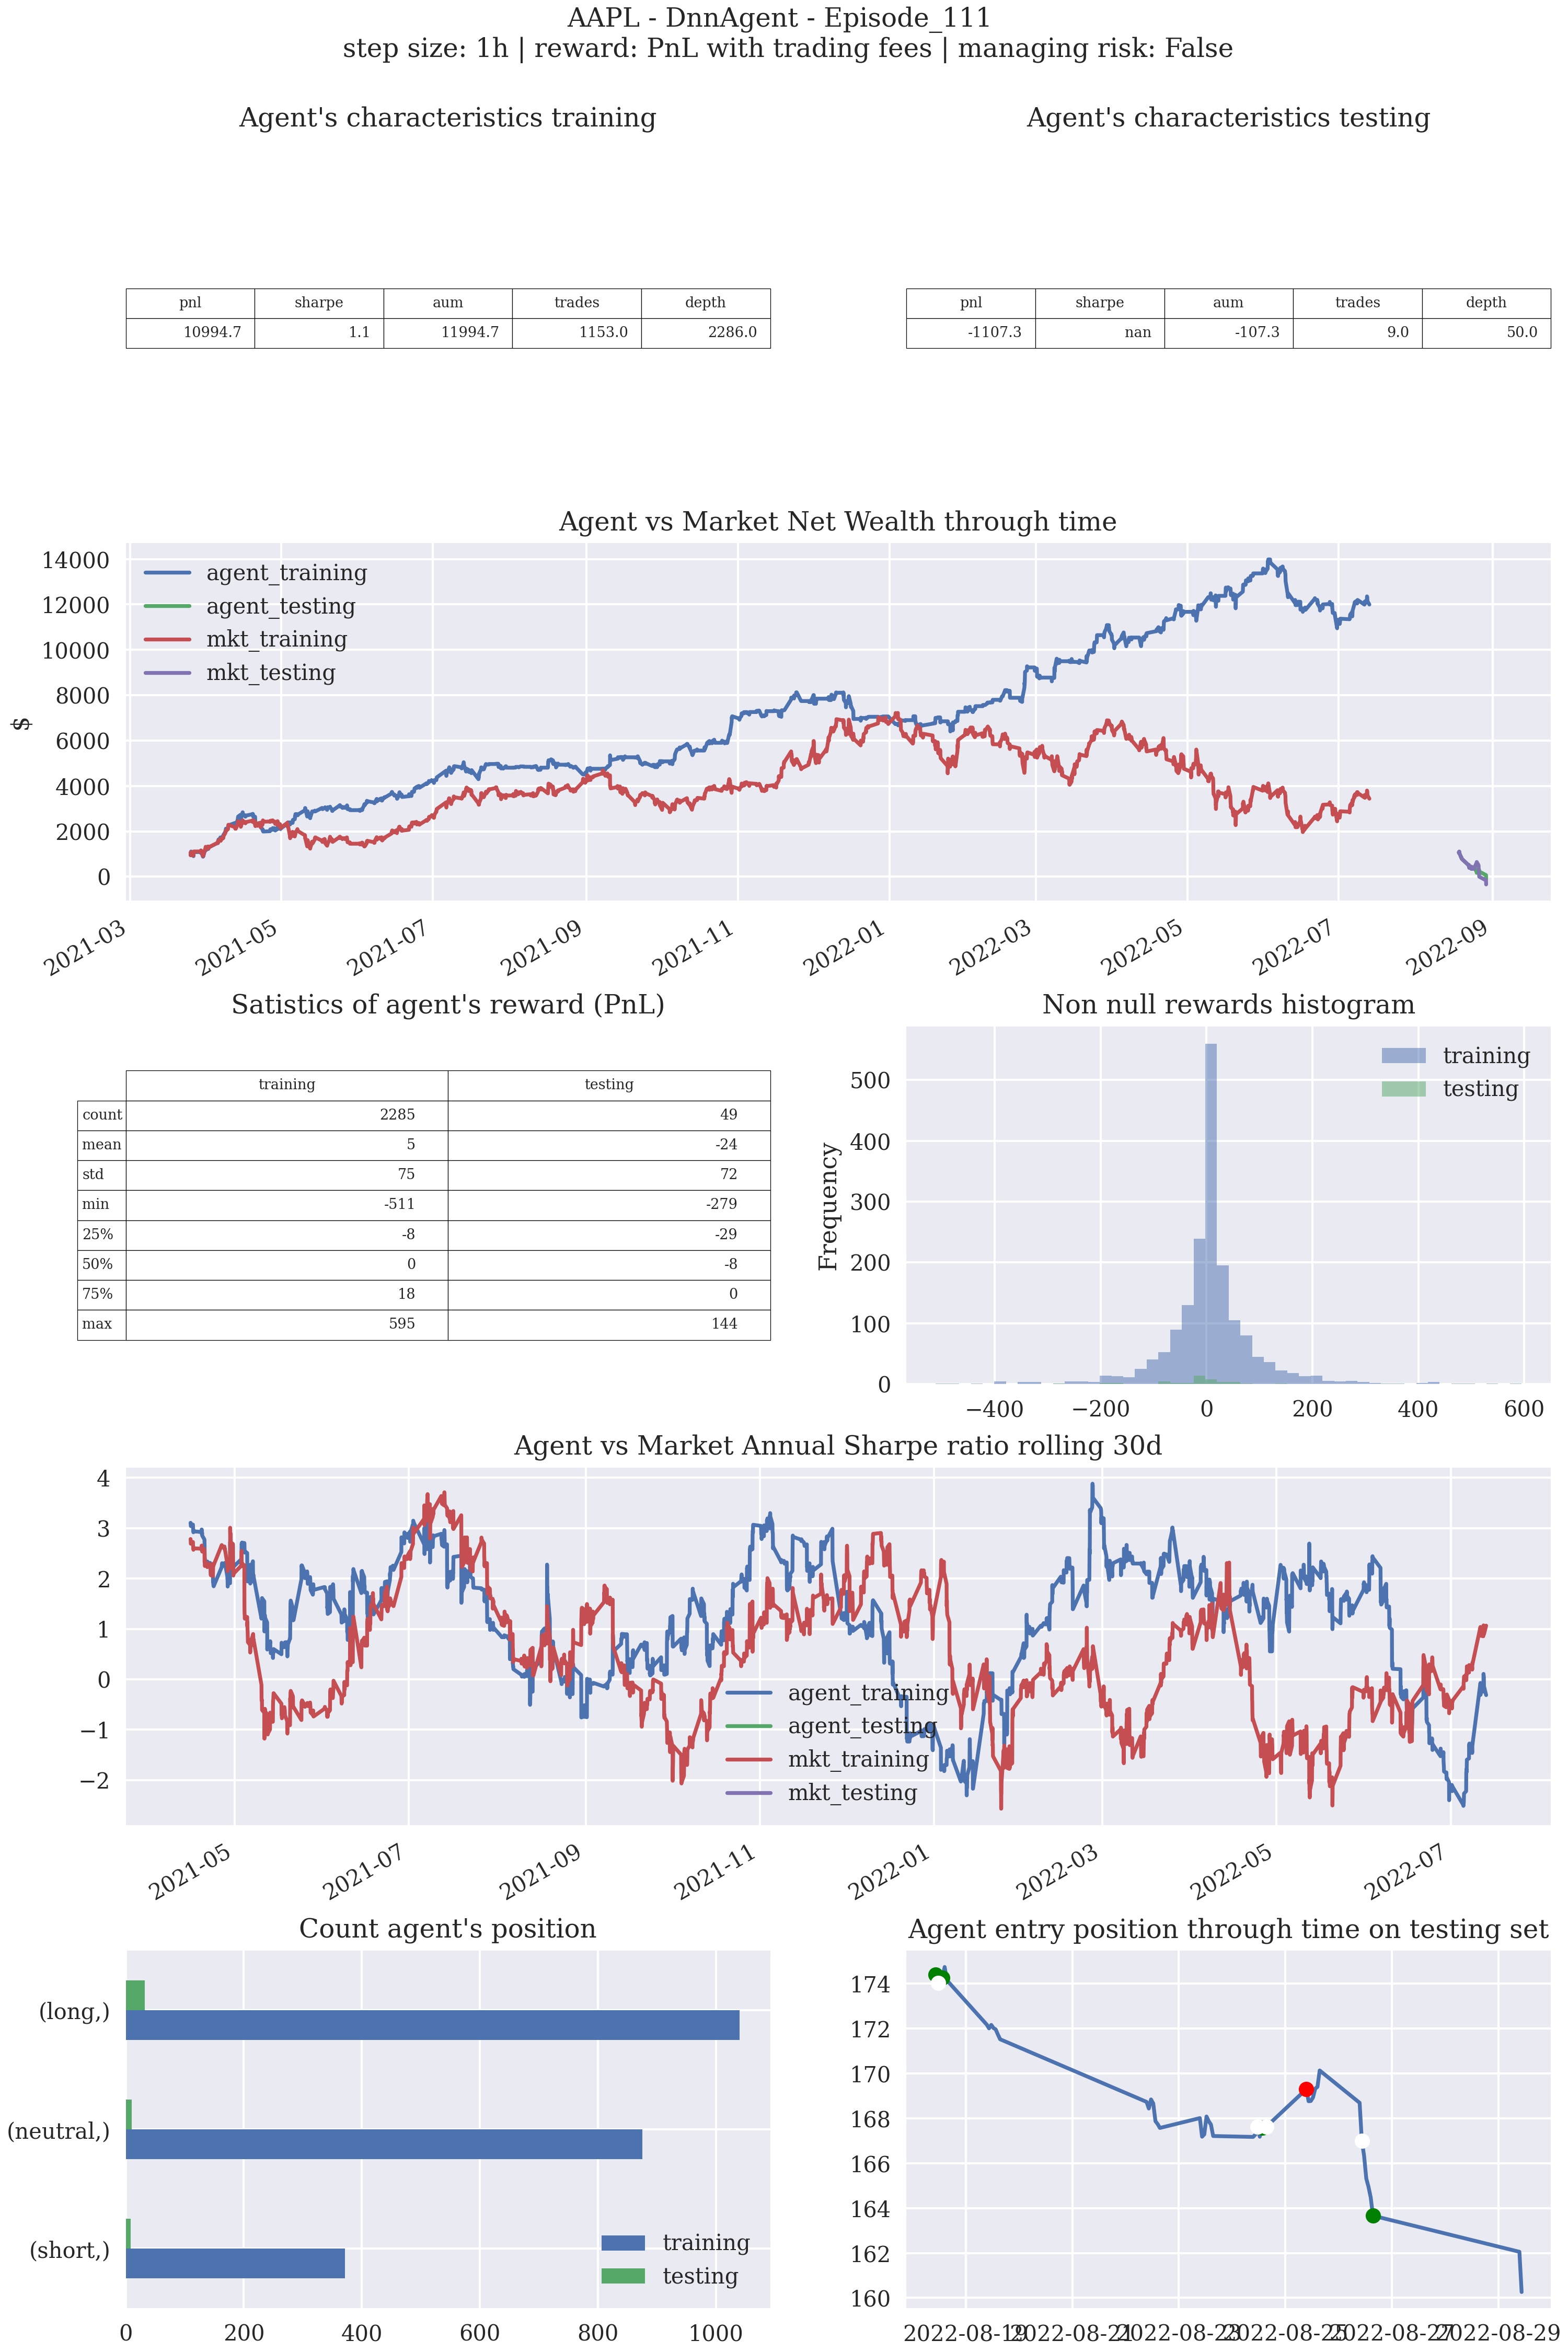 AAPL - DnnAgent - Episode_111
step size: 1h | reward: PnL with trading fees | managing risk: False
Agent's characteristics training
pnl sharpe aum trades depth
10994.7 1.1 11994.7 1153.0 2286.0
Agent's characteristics testing
pnl sharpe aum trades depth
-1107.3 nan -107.3 9.0 50.0
Agent vs Market Net Wealth through time
$
14000
12000
10000
8000
6000
4000
2000
0
agent_training
agent_testing
mkt_training
mkt_testing
2021-03 2021-05 2021-07 2021-09 2021-11 2022-01 2022-03 2022-05 2022-07 2022-09
Satistics of agent's reward (PnL)
training testing
count 2285 49
mean 5 -24
std 75 72
min -511 -279
25% -8 -29
50% 0 -8
75% 18 0
max 595 144
Non null rewards histogram
Frequency
500
400
300
200
100
0
training
testing
−400 −200 0 200 400 600
Agent vs Market Annual Sharpe ratio rolling 30d
4
3
2
1
0
−1
−2
agent_training
agent_testing
mkt_training
mkt_testing
2021-05 2021-07 2021-09 2021-11 2022-01 2022-03 2022-05 2022-07
Count agent's position
(long,)
(neutral,)
(short,)
training
testing
0 200 400 600 800 1000
Agent entry position through time on testing set
174
172
170
168
166
164
162
160
2022-08-19 2022-08-21 2022-08-23 2022-08-25 2022-08-27 2022-08-29